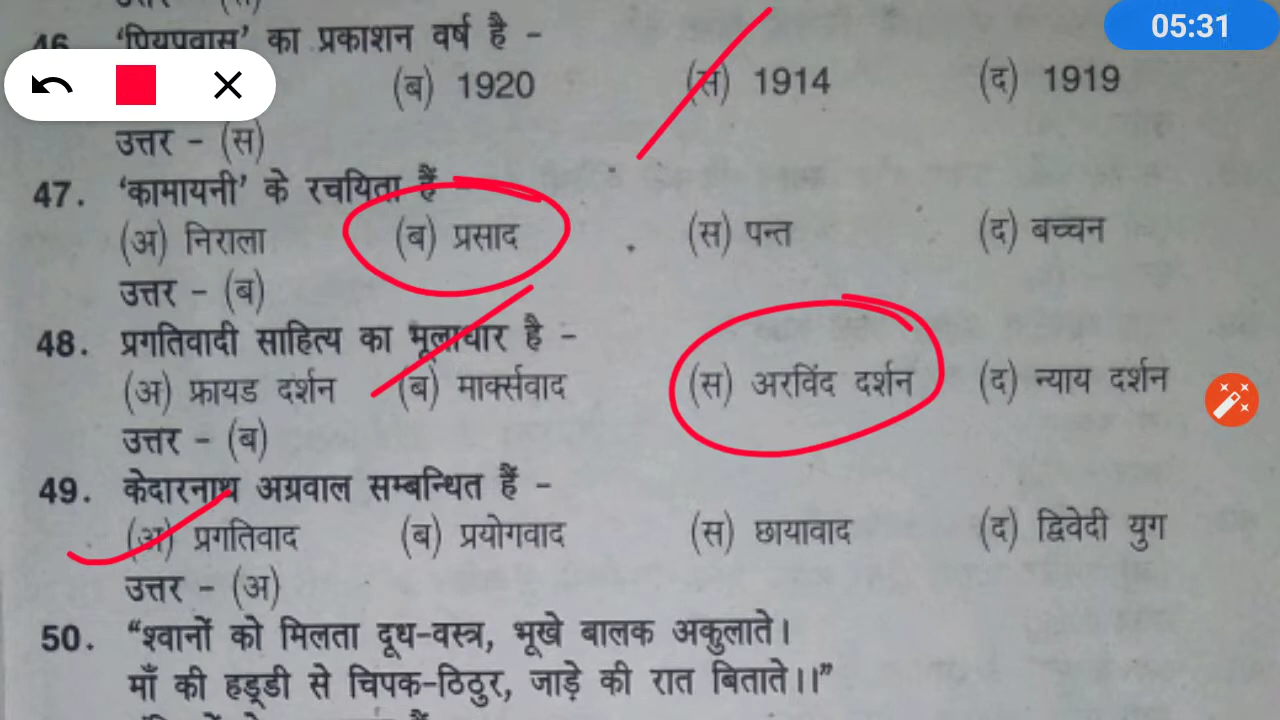 05:31
46. 'प्रियप्रवास' का प्रकाशन वर्ष है -
(ब) 1920 (स) 1914 (द) 1919
उत्तर - (स)
47. 'कामायनी' के रचयिता हैं -
(अ) निराला (ब) प्रसाद (स) पन्त (द) बच्चन
उत्तर - (ब)
48. प्रगतिवादी साहित्य का मूलाधार है -
(अ) फ्रायड दर्शन (ब) मार्क्सवाद (स) अरविंद दर्शन (द) न्याय दर्शन
उत्तर - (ब)
49. केदारनाथ अग्रवाल सम्बन्धित हैं -
(अ) प्रगतिवाद (ब) प्रयोगवाद (स) छायावाद (द) द्विवेदी युग
उत्तर - (अ)
50. "श्वानों को मिलता दूध-वस्त्र, भूखे बालक अकुलाते।
माँ की हड्डी से चिपक-ठिठुर, जाड़े की रात बिताते।।"